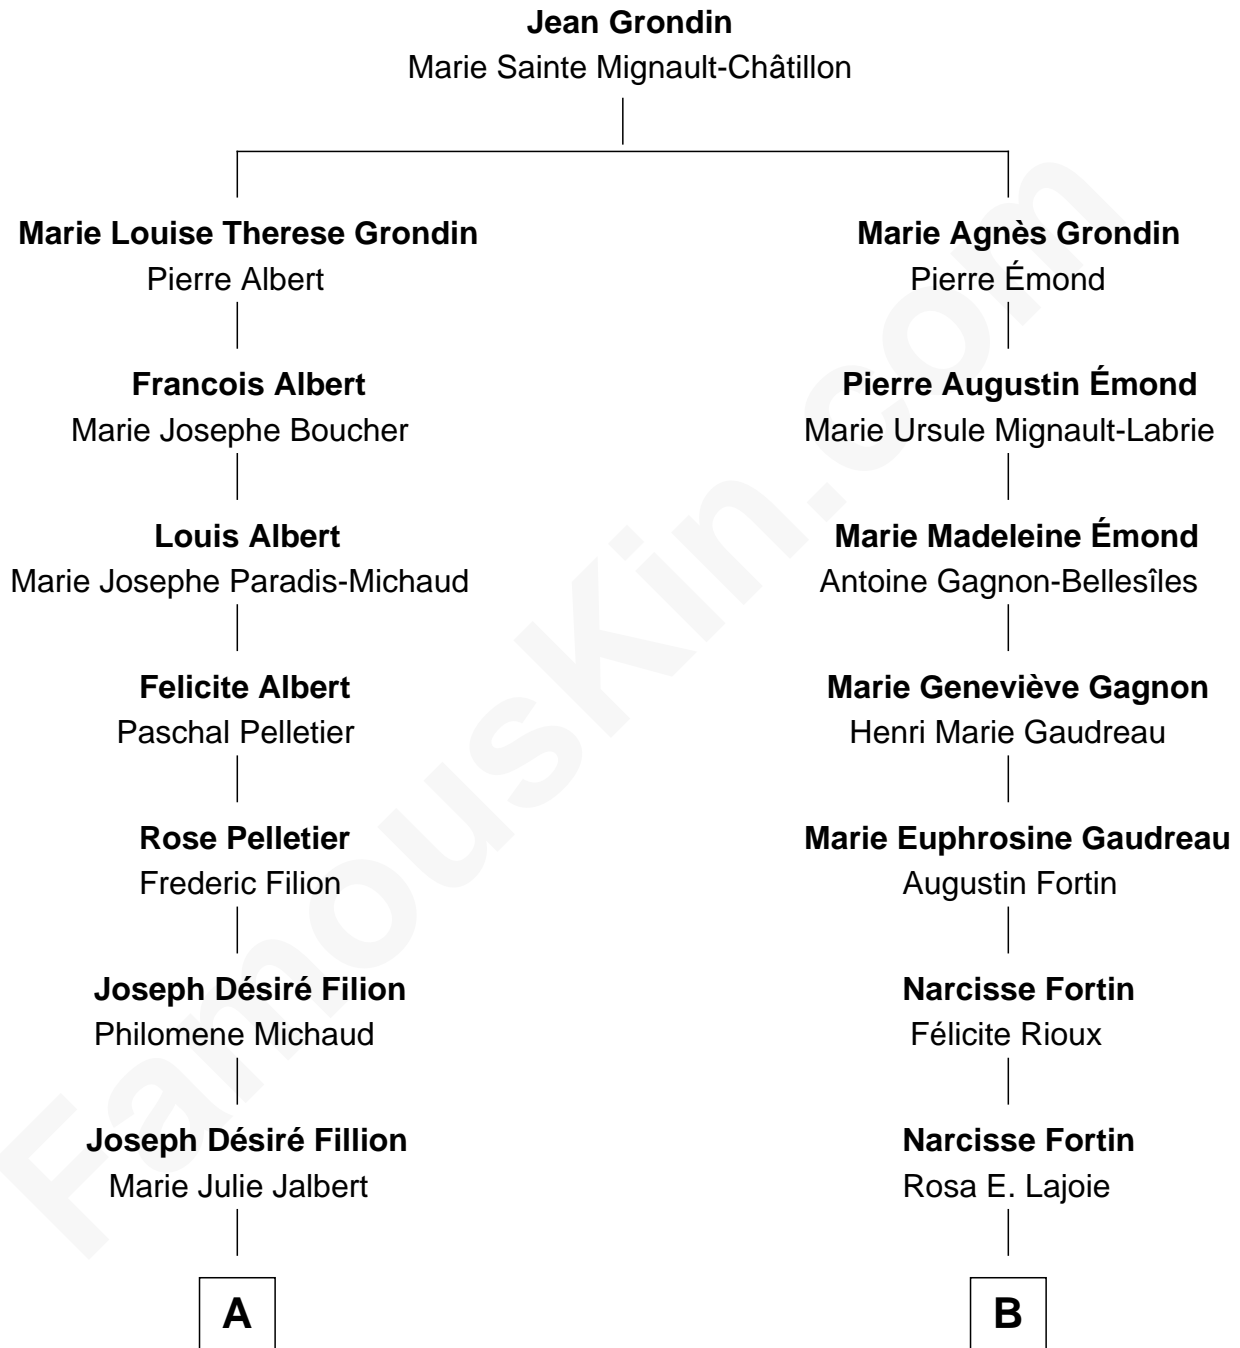 Jean Grondin
Marie Sainte Mignault-Châtillon
Marie Louise Therese Grondin
Pierre Albert
Marie Agnès Grondin
Pierre Émond
Francois Albert
Marie Josephe Boucher
Pierre Augustin Émond
Marie Ursule Mignault-Labrie
Louis Albert
Marie Josephe Paradis-Michaud
Marie Madeleine Émond
Antoine Gagnon-Bellesîles
Felicite Albert
Paschal Pelletier
Marie Geneviève Gagnon
Henri Marie Gaudreau
Rose Pelletier
Frederic Filion
Marie Euphrosine Gaudreau
Augustin Fortin
Joseph Désiré Filion
Philomene Michaud
Narcisse Fortin
Félicite Rioux
Joseph Désiré Fillion
Marie Julie Jalbert
Narcisse Fortin
Rosa E. Lajoie
A
B
FamousKin.com